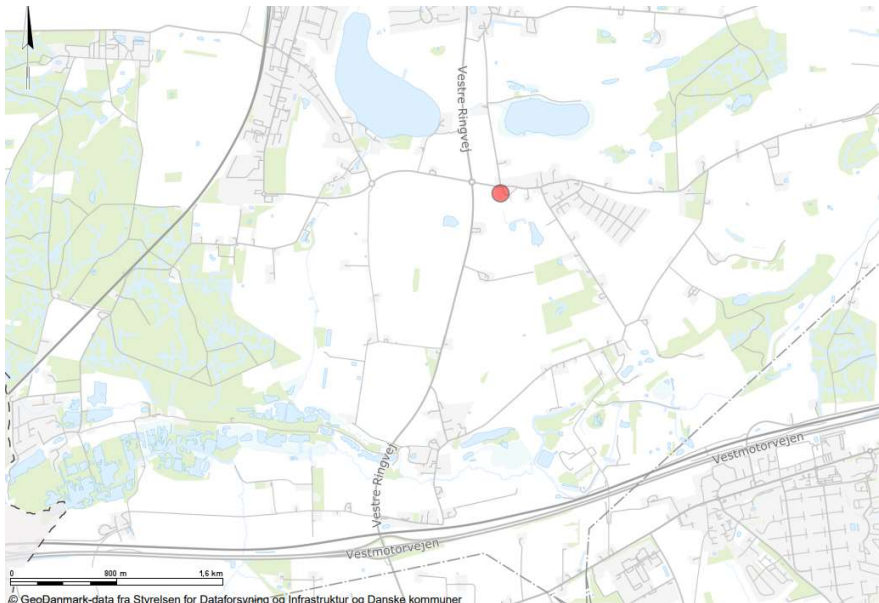 Vestre Ringvej
Vestmotorvejen
Vestre Ringvej
Vestmotorvejen
0 800 m 1,6 km
© GeoDanmark-data fra Styrelsen for Dataforsyning og Infrastruktur og Danske kommuner